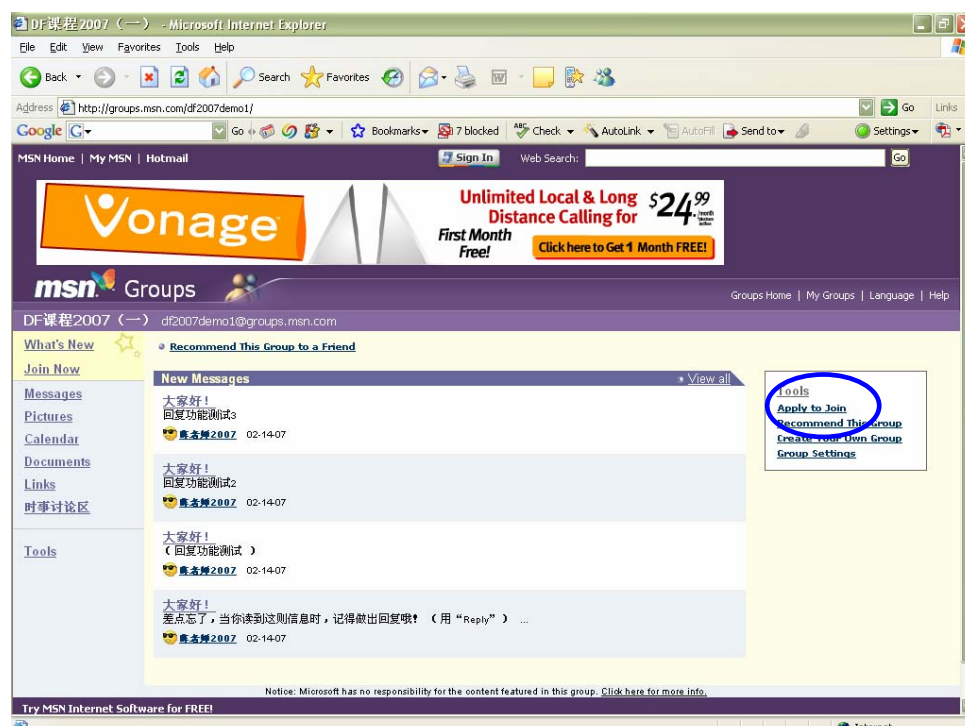 DF课程2007（一） - Microsoft Internet Explorer
File Edit View Favorites Tools Help
Back Search Favorites
Address http://groups.msn.com/df2007demo1/ Go Links
Google Go Bookmarks 7 blocked Check AutoLink AutoFill Send to Settings
MSN Home | My MSN | Hotmail Sign In Web Search: Go
Vonage
Unlimited Local & Long
Distance Calling for
$24.99
/month
First Month
Free!
Click here to Get 1 Month FREE!
msn Groups
Groups Home | My Groups | Language | Help
DF课程2007（一） df2007demo1@groups.msn.com
What's New
Join Now
Messages
Pictures
Calendar
Documents
Links
时事讨论区
Tools
Recommend This Group to a Friend
New Messages View all
大家好！
回复功能测试3
2007 02-14-07
大家好！
回复功能测试2
2007 02-14-07
大家好！
（回复功能测试 ）
2007 02-14-07
大家好！
差点忘了，当你读到这则信息时，记得做出回复哦! （用“Reply”） ...
2007 02-14-07
Tools
Apply to Join
Recommend This Group
Create Your Own Group
Group Settings
Notice: Microsoft has no responsibility for the content featured in this group. Click here for more info.
Try MSN Internet Software for FREE!
Internet